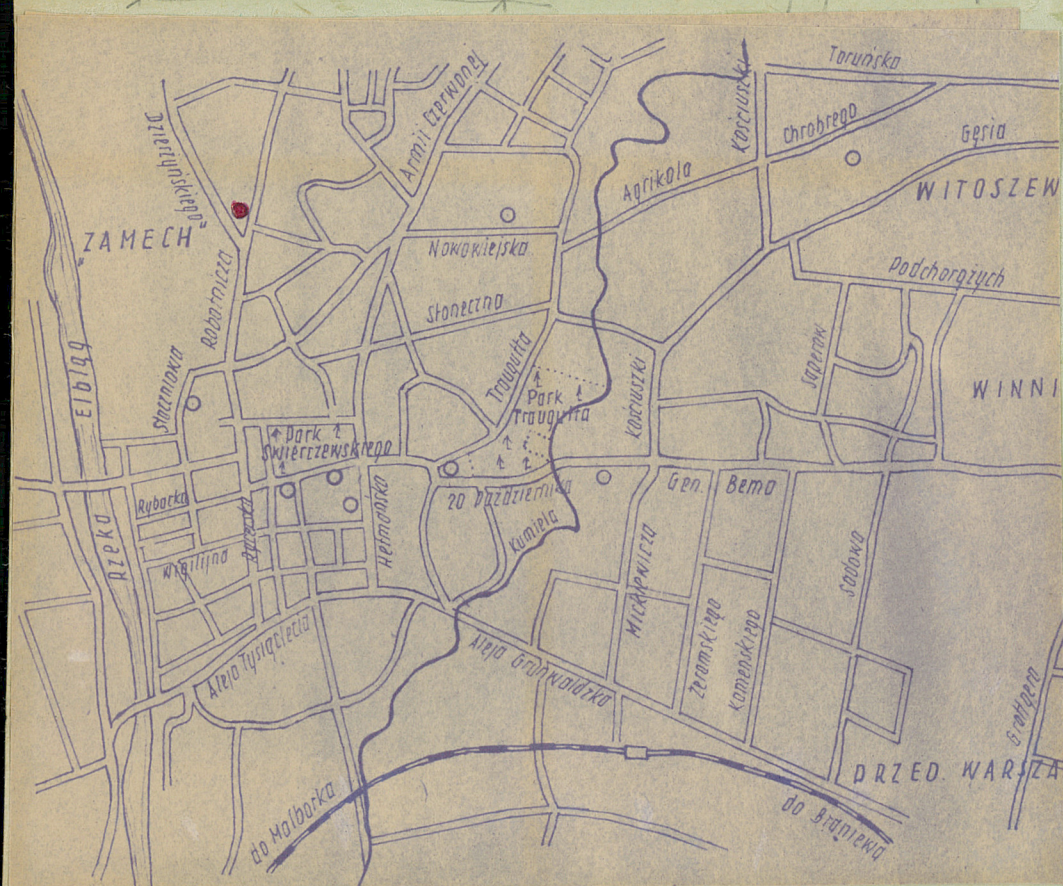 Toruńska
Kościuszki
Chrobrego
Gęsia
Armii Czerwonej
Dzierżyńskiego
Agrikola
WITOSZEW
"ZAMECH"
Nowowiejska
Robotnicza
Podchorążych
Słoneczna
Saperów
Traugutta
Stoczniowa
Elbląg
Kościuszki
WINNI
Park
Traugutta
Park
Świerczewskiego
20 Października
Gen. Bema
Rybacka
Rzeka
Hetmańska
Kumiela
Wigilijna
Mickiewicza
Sadowa
Żeromskiego
Komeńskiego
Aleja Tysiąclecia
Aleja Grunwaldzka
Grottgera
PRZED. WARSZA
do Malborka
do Braniewa